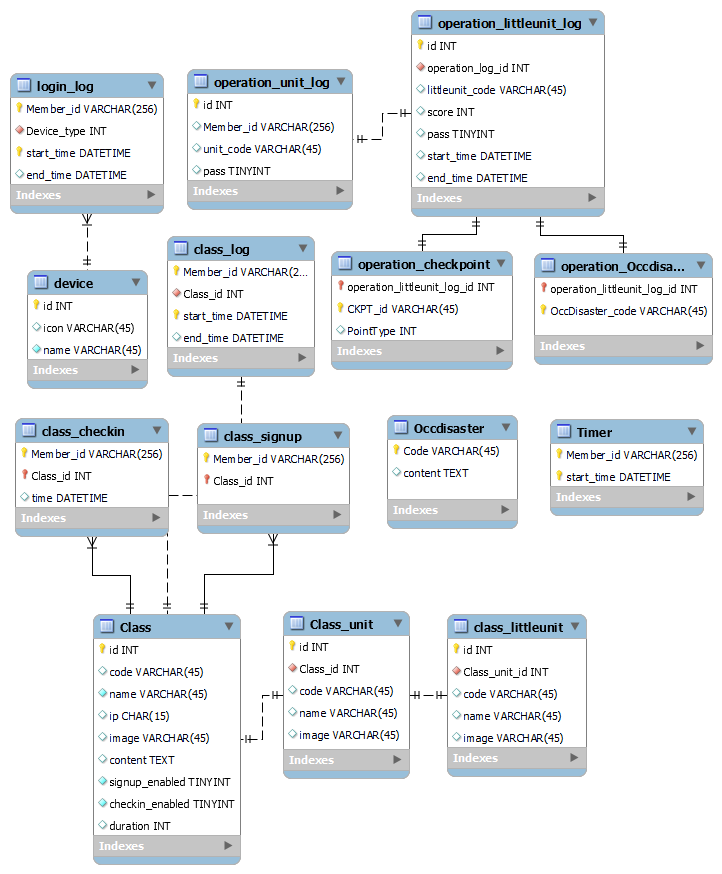 operation_littleunit_log
id INT
operation_log_id INT
littleunit_code VARCHAR(45)
score INT
pass TINYINT
start_time DATETIME
end_time DATETIME
Indexes
login_log
Member_id VARCHAR(256)
Device_type INT
start_time DATETIME
end_time DATETIME
Indexes
operation_unit_log
id INT
Member_id VARCHAR(256)
unit_code VARCHAR(45)
pass TINYINT
Indexes
class_log
Member_id VARCHAR(2...
Class_id INT
start_time DATETIME
end_time DATETIME
Indexes
operation_checkpoint
operation_littleunit_log_id INT
CKPT_id VARCHAR(45)
PointType INT
Indexes
operation_Occdisa...
operation_littleunit_log_id INT
OccDisaster_code VARCHAR(45)
Indexes
device
id INT
icon VARCHAR(45)
name VARCHAR(45)
Indexes
class_checkin
Member_id VARCHAR(256)
Class_id INT
time DATETIME
Indexes
class_signup
Member_id VARCHAR(256)
Class_id INT
Indexes
Occdisaster
Code VARCHAR(45)
content TEXT
Indexes
Timer
Member_id VARCHAR(256)
start_time DATETIME
Indexes
Class
id INT
code VARCHAR(45)
name VARCHAR(45)
ip CHAR(15)
image VARCHAR(45)
content TEXT
signup_enabled TINYINT
checkin_enabled TINYINT
duration INT
Indexes
Class_unit
id INT
Class_id INT
code VARCHAR(45)
name VARCHAR(45)
image VARCHAR(45)
Indexes
class_littleunit
id INT
Class_unit_id INT
code VARCHAR(45)
name VARCHAR(45)
image VARCHAR(45)
Indexes